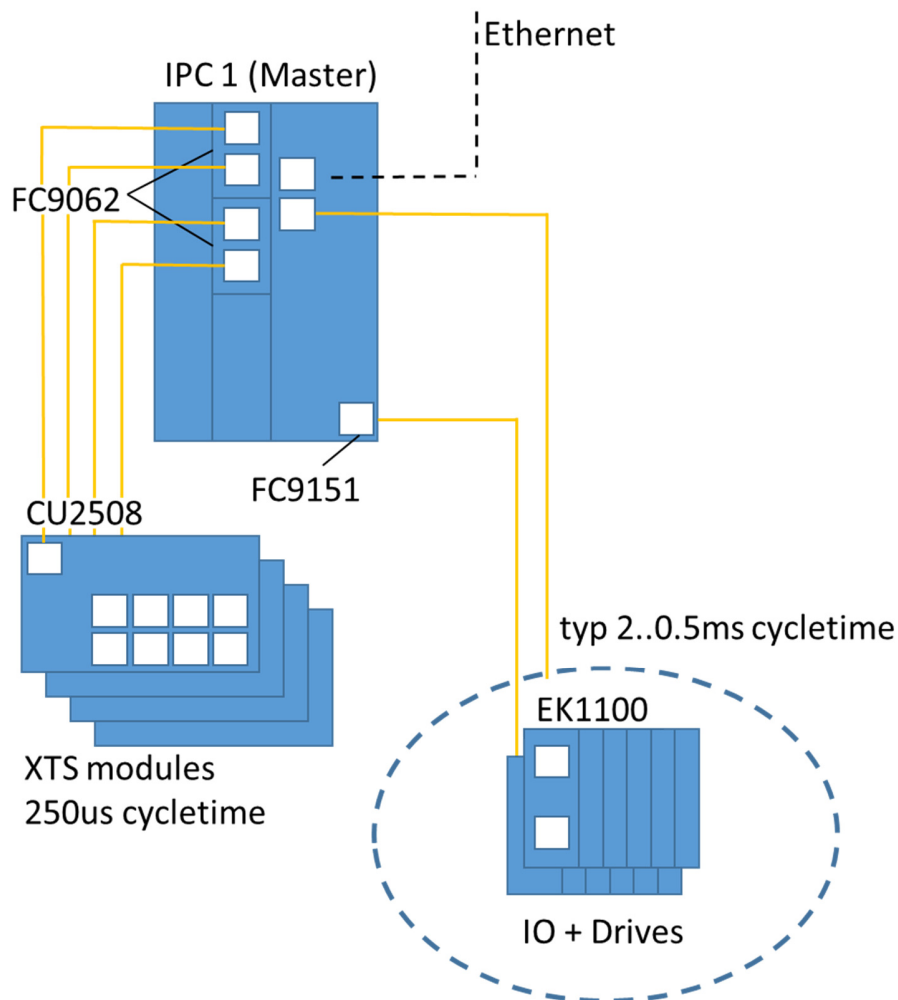 Ethernet
IPC 1 (Master)
FC9062
FC9151
CU2508
typ 2..0.5ms cycletime
EK1100
XTS modules
250us cycletime
IO + Drives